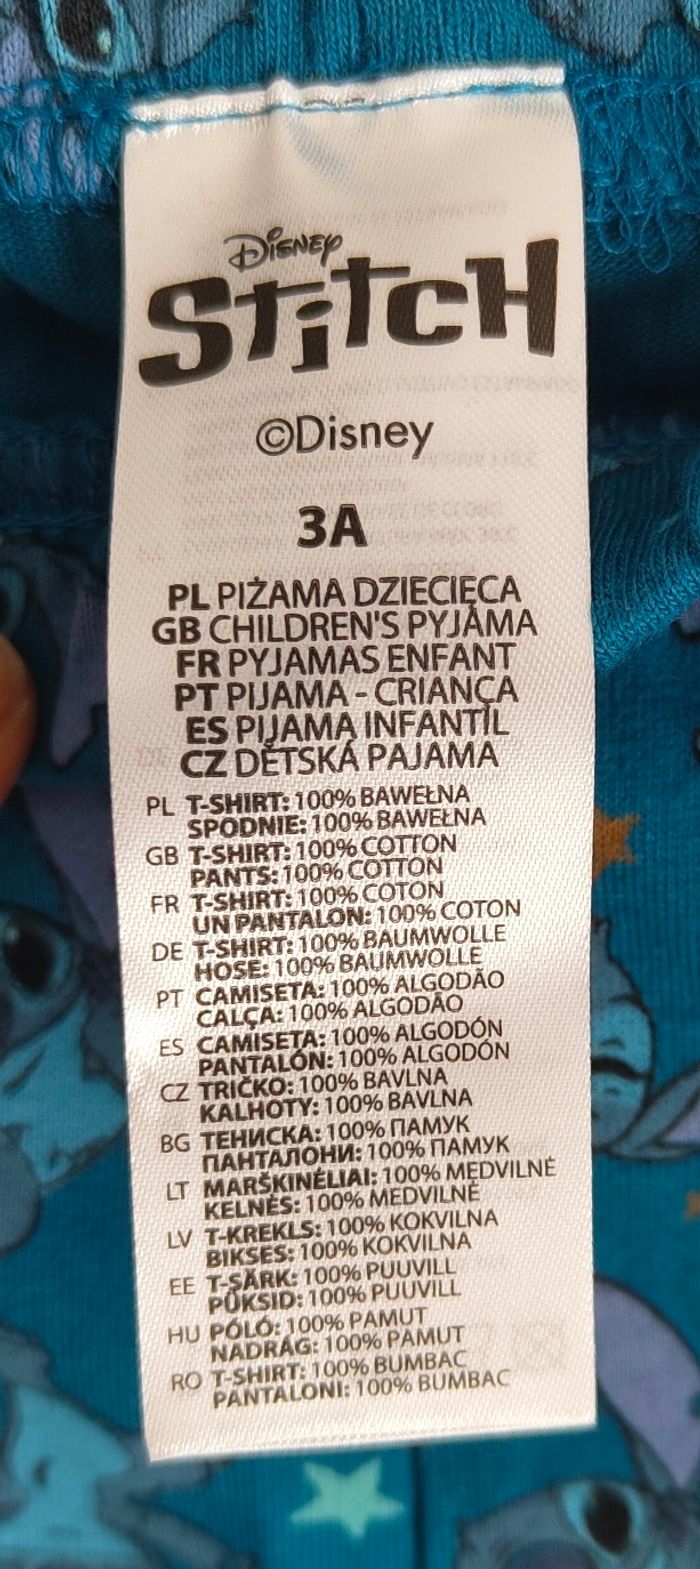 Disney
Stitch
©Disney
3A
PL PIŻAMA DZIECIĘCA
GB CHILDREN'S PYJAMA
FR PYJAMAS ENFANT
PT PIJAMA - CRIANÇA
ES PIJAMA INFANTIL
CZ DĚTSKÁ PAJAMA
PL T-SHIRT: 100% BAWEŁNA
SPODNIE: 100% BAWEŁNA
GB T-SHIRT: 100% COTTON
PANTS: 100% COTTON
FR T-SHIRT: 100% COTON
UN PANTALON: 100% COTON
DE T-SHIRT: 100% BAUMWOLLE
HOSE: 100% BAUMWOLLE
PT CAMISETA: 100% ALGODÃO
CALÇA: 100% ALGODÃO
ES CAMISETA: 100% ALGODÓN
PANTALÓN: 100% ALGODÓN
CZ TRIČKO: 100% BAVLNA
KALHOTY: 100% BAVLNA
BG ТЕНИСКА: 100% ПАМУК
ПАНТАЛОНИ: 100% ПАМУК
LT MARŠKINĖLIAI: 100% MEDVILNĖ
KELNĖS: 100% MEDVILNĖ
LV T-KREKLS: 100% KOKVILNA
BIKSES: 100% KOKVILNA
EE T-SÄRK: 100% PUUVILL
PÜKSID: 100% PUUVILL
HU PÓLÓ: 100% PAMUT
NADRÁG: 100% PAMUT
RO T-SHIRT: 100% BUMBAC
PANTALONI: 100% BUMBAC